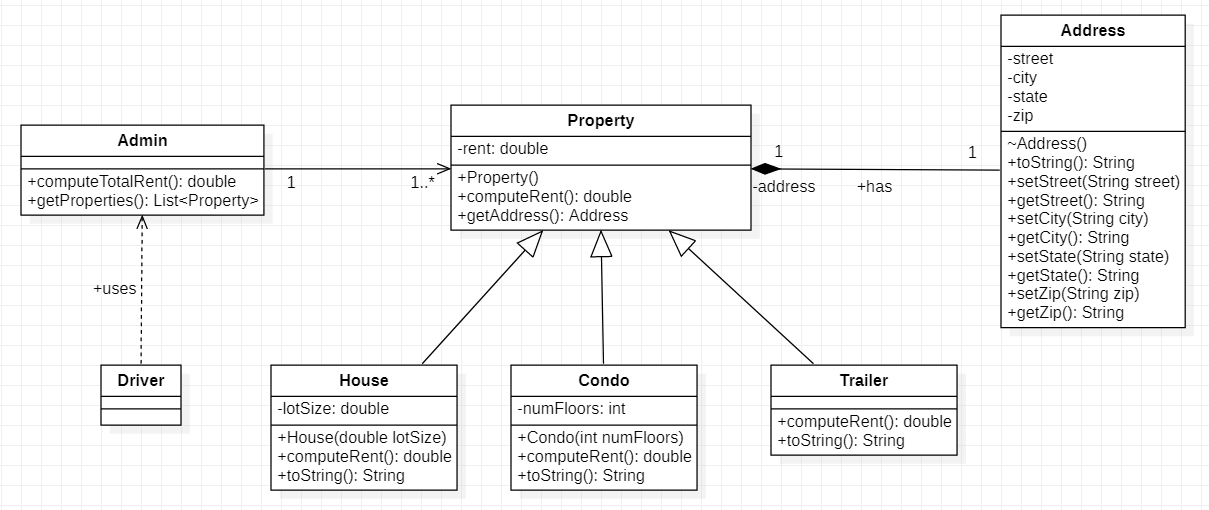 Admin
+computeTotalRent(): double
+getProperties(): List<Property>
1
1..*
Property
-rent: double
+Property()
+computeRent(): double
+getAddress(): Address
1
-address
+has
1
Address
-street
-city
-state
-zip
~Address()
+toString(): String
+setStreet(String street)
+getStreet(): String
+setCity(String city)
+getCity(): String
+setState(String state)
+getState(): String
+setZip(String zip)
+getZip(): String
+uses
Driver
House
-lotSize: double
+House(double lotSize)
+computeRent(): double
+toString(): String
Condo
-numFloors: int
+Condo(int numFloors)
+computeRent(): double
+toString(): String
Trailer
+computeRent(): double
+toString(): String